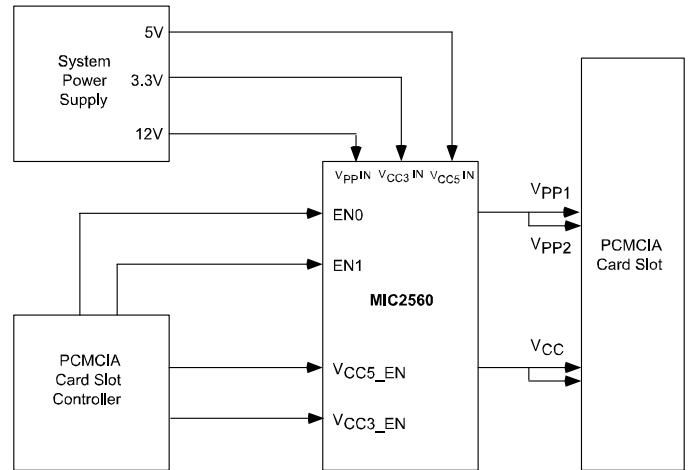 System
Power
Supply
5V
3.3V
12V
VPP IN VCC3 IN VCC5 IN
EN0
EN1
MIC2560
VCC5_EN
VCC3_EN
PCMCIA
Card Slot
Controller
VPP1
VPP2
VCC
PCMCIA
Card Slot